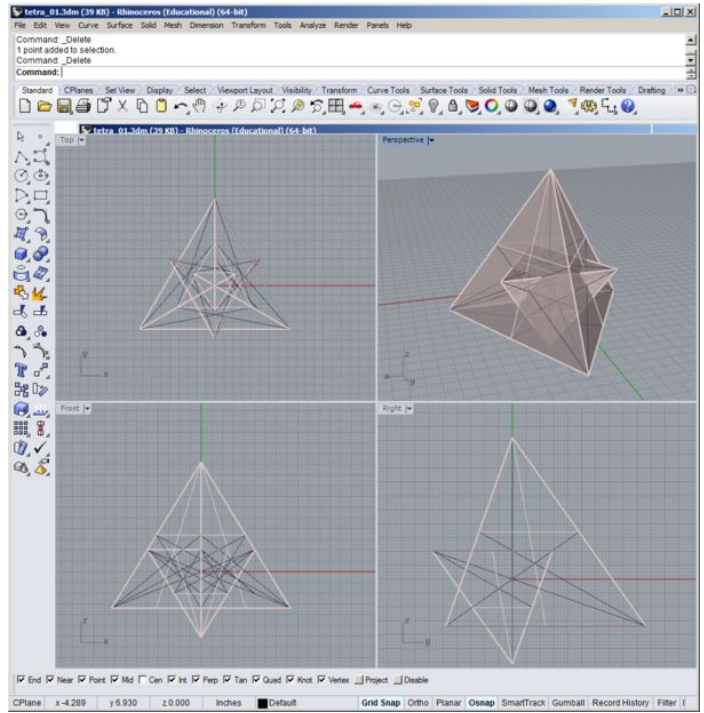 tetra_01.3dm (39 KB) - Rhinoceros (Educational) (64-bit)
File Edit View Curve Surface Solid Mesh Dimension Transform Tools Analyze Render Panels Help
Command: _Delete
1 point added to selection.
Command: _Delete
Command:
Standard CPlanes Set View Display Select Viewport Layout Visibility Transform Curve Tools Surface Tools Solid Tools Mesh Tools Render Tools Drafting
tetra_01.3dm (39 KB) - Rhinoceros (Educational) (64-bit)
Top
Perspective
y
x
z
x
y
Front
Right
z
x
z
y
End Near Point Mid Cen Int Perp Tan Quad Knot Vertex Project Disable
CPlane x -4.289 y 6.930 z 0.000 Inches Default Grid Snap Ortho Planar Osnap SmartTrack Gumball Record History Filter